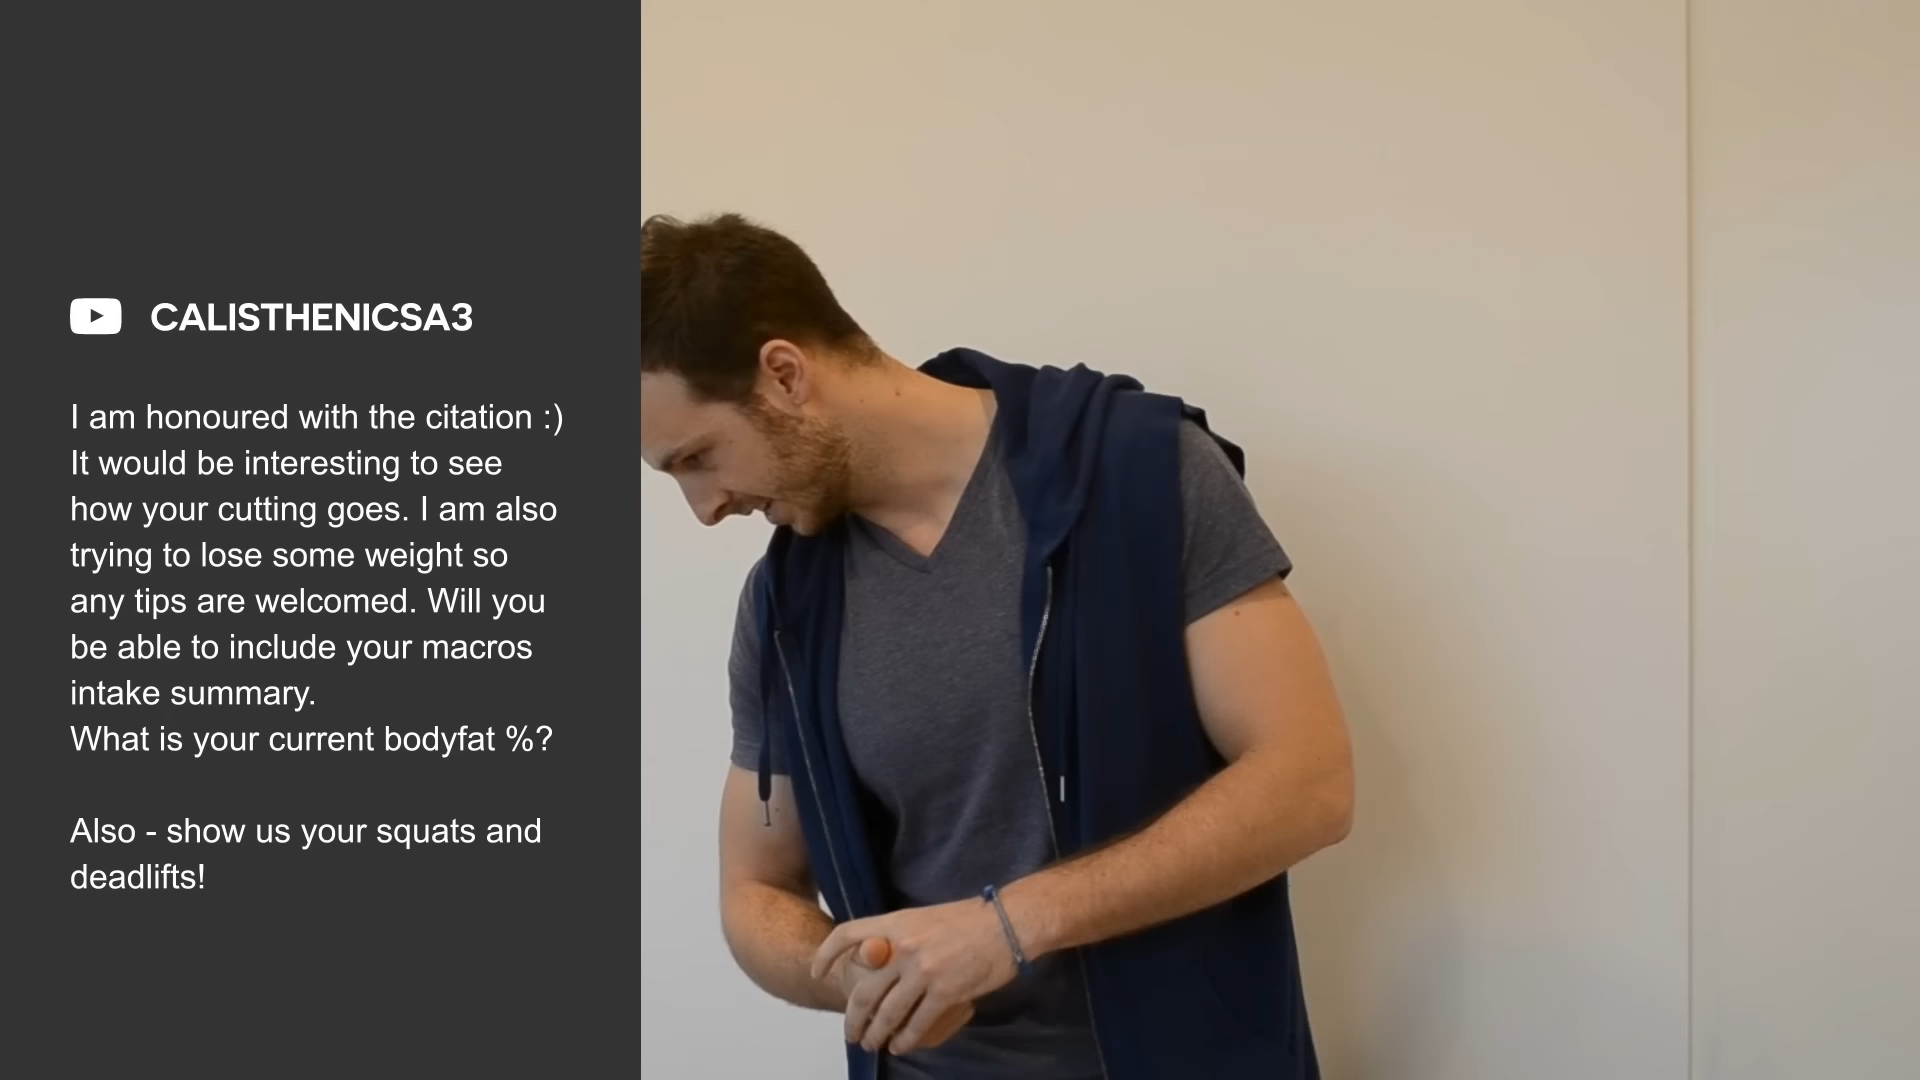 CALISTHENICSA3
I am honoured with the citation :)
It would be interesting to see
how your cutting goes. I am also
trying to lose some weight so
any tips are welcomed. Will you
be able to include your macros
intake summary.
What is your current bodyfat %?
Also - show us your squats and
deadlifts!